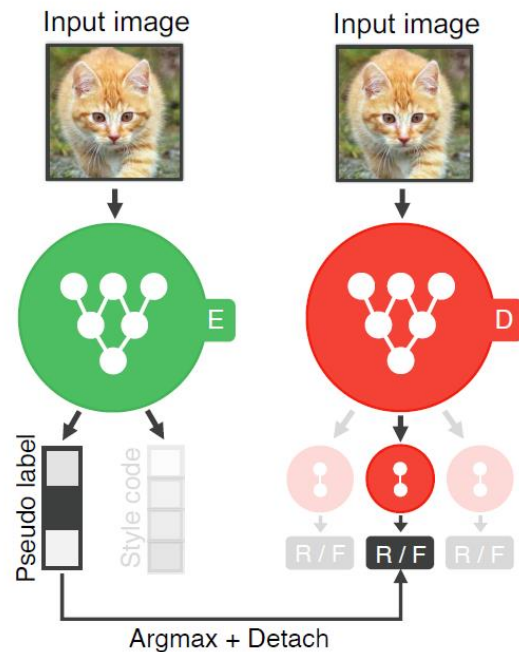 Input image
Input image
E
D
Pseudo label
Style code
R / F
R / F
R / F
Argmax + Detach